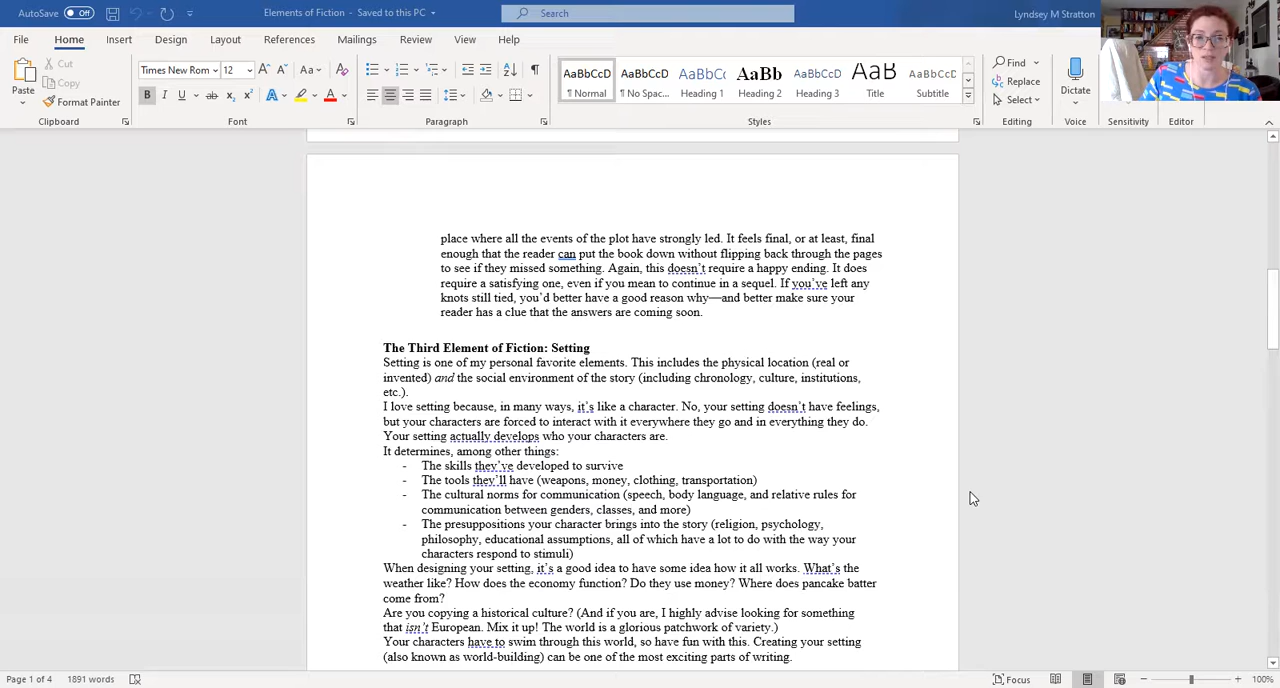 AutoSave Off Elements of Fiction - Saved to this PC Search Lyndsey M Stratton
File Home Insert Design Layout References Mailings Review View Help
Paste
Cut
Copy
Format Painter
Clipboard
Times New Rom 12
Font
Paragraph
AaBbCcD AaBbCcD AaBbCc AaBb AaBbCcD AaB AaBbCcD
¶ Normal ¶ No Spac... Heading 1 Heading 2 Heading 3 Title Subtitle
Styles
Find
Replace
Select
Editing
Dictate
Voice
Sensitivity
Editor
place where all the events of the plot have strongly led. It feels final, or at least, final
enough that the reader can put the book down without flipping back through the pages
to see if they missed something. Again, this doesn’t require a happy ending. It does
require a satisfying one, even if you mean to continue in a sequel. If you’ve left any
knots still tied, you’d better have a good reason why—and better make sure your
reader has a clue that the answers are coming soon.
The Third Element of Fiction: Setting
Setting is one of my personal favorite elements. This includes the physical location (real or
invented) and the social environment of the story (including chronology, culture, institutions,
etc.).
I love setting because, in many ways, it’s like a character. No, your setting doesn’t have feelings,
but your characters are forced to interact with it everywhere they go and in everything they do.
Your setting actually develops who your characters are.
It determines, among other things:
- The skills they’ve developed to survive
- The tools they’ll have (weapons, money, clothing, transportation)
- The cultural norms for communication (speech, body language, and relative rules for
communication between genders, classes, and more)
- The presuppositions your character brings into the story (religion, psychology,
philosophy, educational assumptions, all of which have a lot to do with the way your
characters respond to stimuli)
When designing your setting, it’s a good idea to have some idea how it all works. What’s the
weather like? How does the economy function? Do they use money? Where does pancake batter
come from?
Are you copying a historical culture? (And if you are, I highly advise looking for something
that isn’t European. Mix it up! The world is a glorious patchwork of variety.)
Your characters have to swim through this world, so have fun with this. Creating your setting
(also known as world-building) can be one of the most exciting parts of writing.
Page 1 of 4 1891 words Focus 100%